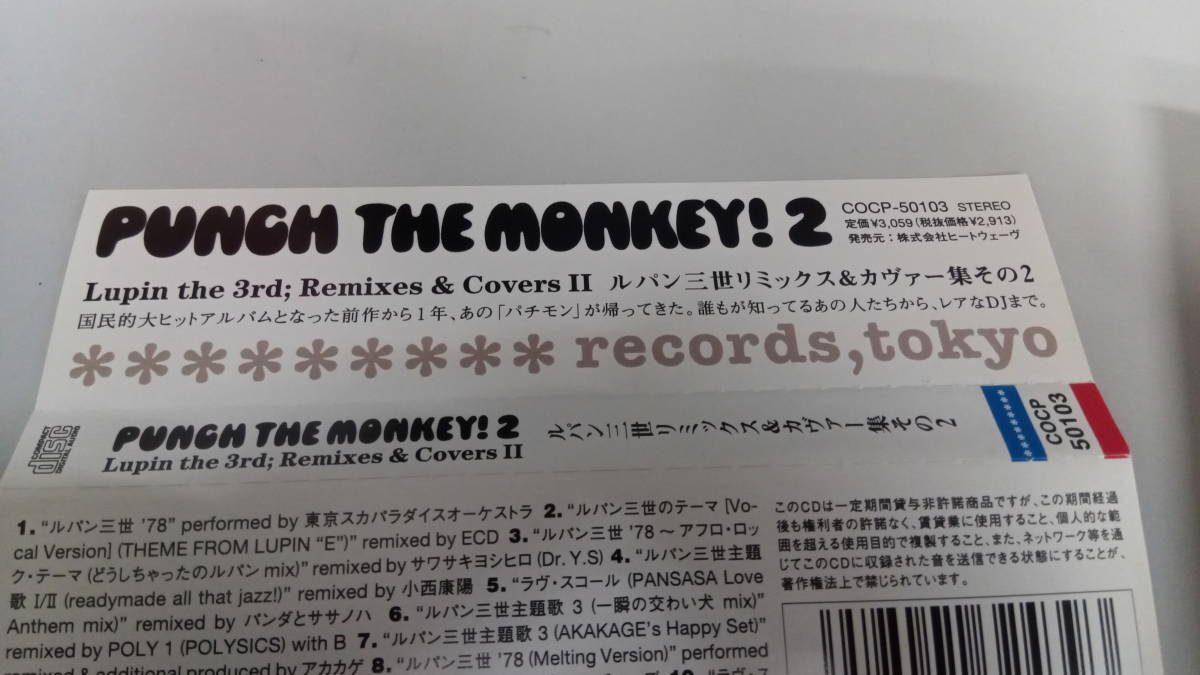 PUNCH THE MONKEY! 2
COCP-50103 STEREO
定価¥3,059(税抜価格¥2,913)
発売元：株式会社ヒートウェーヴ
Lupin the 3rd; Remixes & Covers II ルパン三世リミックス&カヴァー集その2
国民的大ヒットアルバムとなった前作から1年、あの「パチモン」が帰ってきた。誰もが知ってるあの人たちから、レアなDJまで。
********* records,tokyo
COMPACT disc DIGITAL AUDIO
PUNCH THE MONKEY! 2
Lupin the 3rd; Remixes & Covers II
ルパン三世リミックス&カヴァー集その2
COCP
50103
1. “ルパン三世 '78” performed by 東京スカパラダイスオーケストラ 2. “ルパン三世のテーマ [Vo-
cal Version] (THEME FROM LUPIN “E”)” remixed by ECD 3. “ルパン三世 '78 ～ アフロ・ロッ
ク・テーマ (どうしちゃったのルパン mix)” remixed by サワサキヨシヒロ (Dr. Y.S) 4. “ルパン三世主題
歌 I/II (readymade all that jazz!)” remixed by 小西康陽 5. “ラヴ・スコール (PANSASA Love
Anthem mix)” remixed by パンダとササノハ 6. “ルパン三世主題歌 3 (一瞬の交わい犬 mix)”
remixed by POLY 1 (POLYSICS) with B 7. “ルパン三世主題歌 3 (AKAKAGE's Happy Set)”
remixed & additional produced by アカカゲ 8. “ルパン三世 '78 (Melting Version)” performed
10. “ラヴ・ス
このCDは一定期間貸与非許諾商品ですが、この期間経過
後も権利者の許諾なく、賃貸業に使用すること、個人的な範
囲を超える使用目的で複製すること、また、ネットワーク等を通
じてこのCDに収録された音を送信できる状態にすることが、
著作権法上で禁じられています。